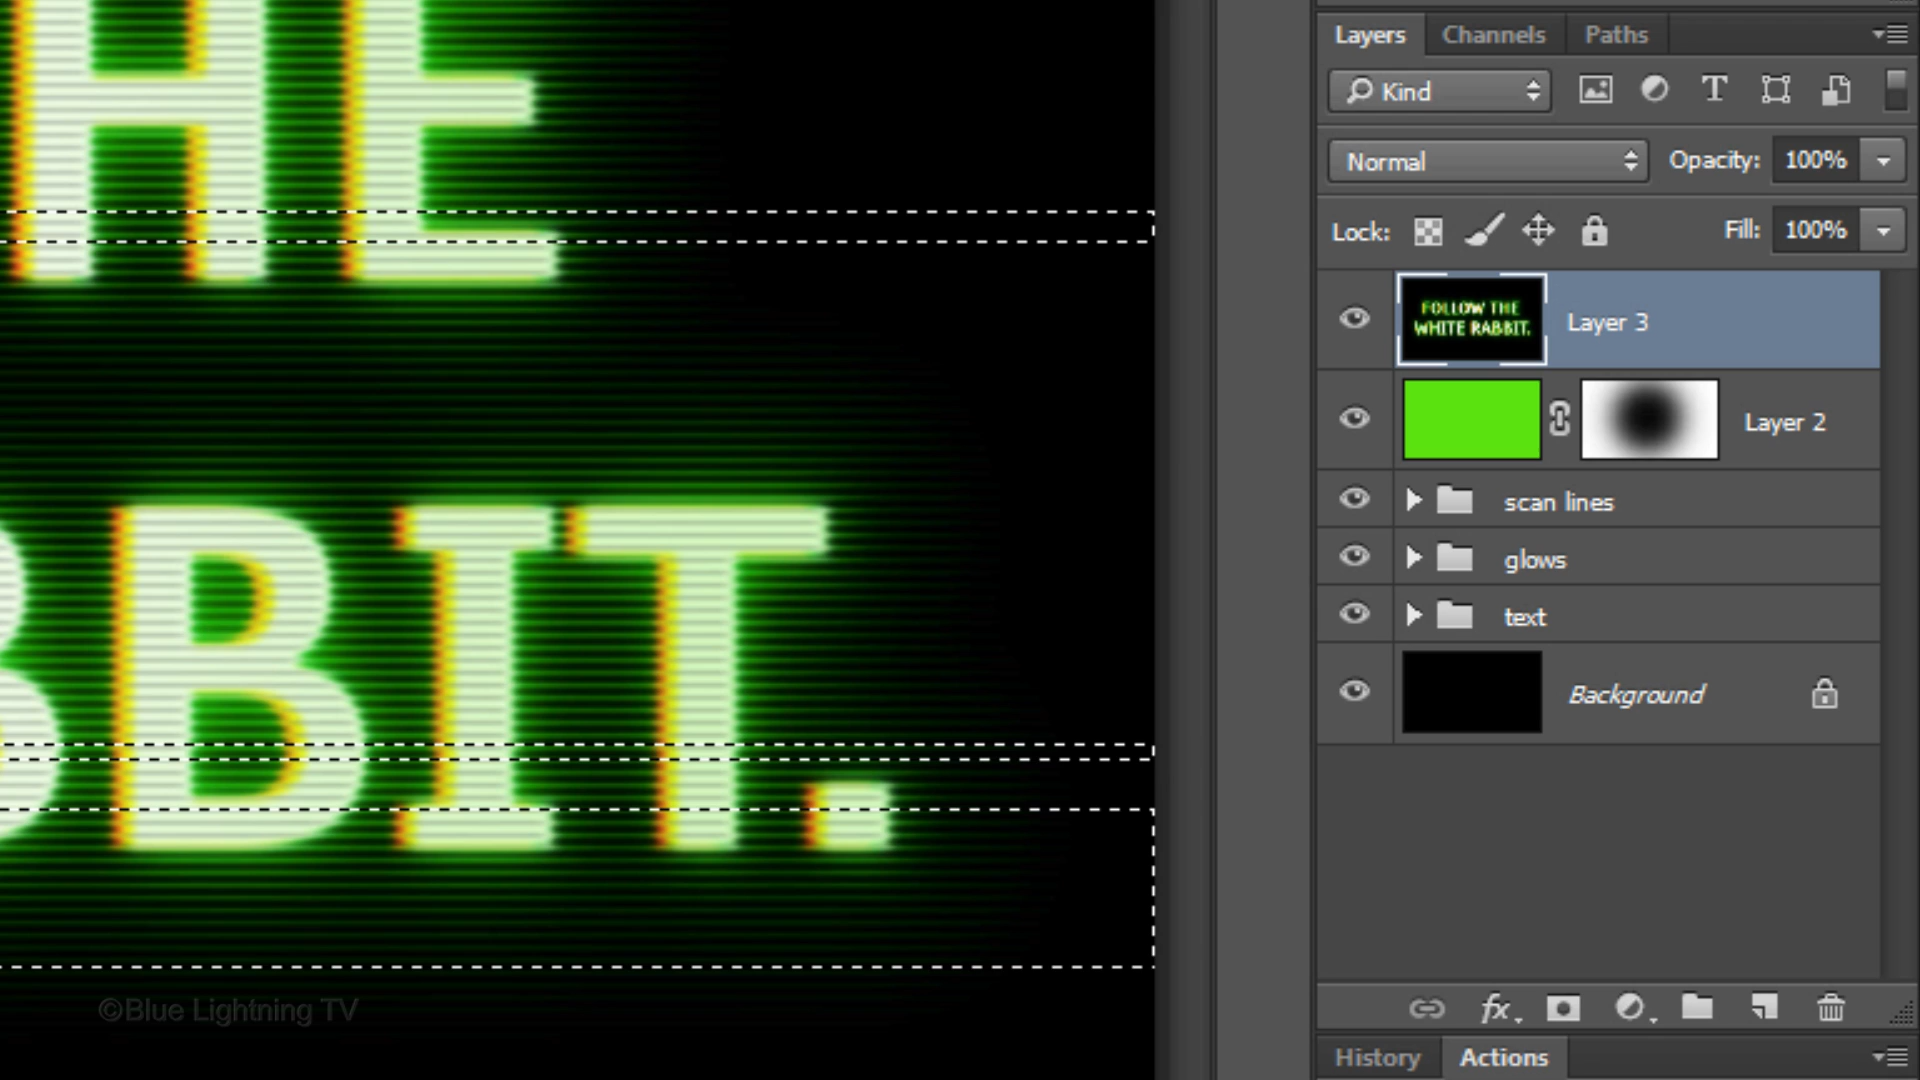 HE
BBIT.
©Blue Lightning TV
Layers Channels Paths
Kind
Normal Opacity: 100%
Lock: Fill: 100%
FOLLOW THE
WHITE RABBIT.
Layer 3
Layer 2
scan lines
glows
text
Background
fx
History Actions